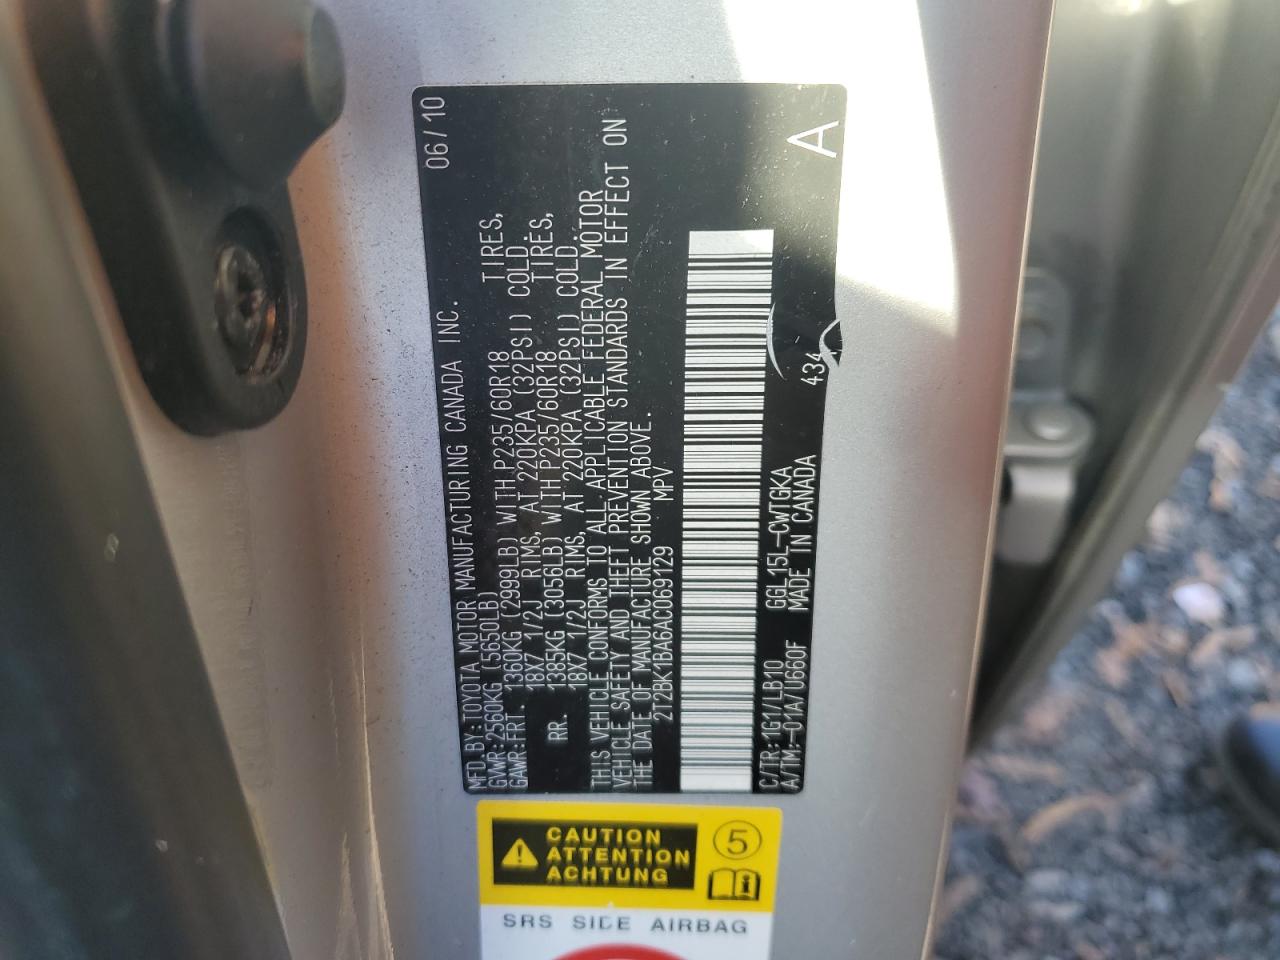 MFD BY:TOYOTA MOTOR MANUFACTURING CANADA INC. 06/10
GVWR:2560KG (5650LB)
GAWR:FRT. 1360KG (2999LB) WITH P235/60R18 TIRES,
18X7 1/2J RIMS, AT 220KPA (32PSI) COLD.
RR. 1385KG (3056LB) WITH P235/60R18 TIRES,
18X7 1/2J RIMS, AT 220KPA (32PSI) COLD.
THIS VEHICLE CONFORMS TO ALL APPLICABLE FEDERAL MOTOR
VEHICLE SAFETY AND THEFT PREVENTION STANDARDS IN EFFECT ON
THE DATE OF MANUFACTURE SHOWN ABOVE.
2T2BK1BA6AC069129 MPV
C/TR:1G1/LB10 GGL15L-CWTGKA
A/TM:-01A/U660F MADE IN CANADA 434
A
CAUTION
ATTENTION
ACHTUNG
5
SRS SIDE AIRBAG